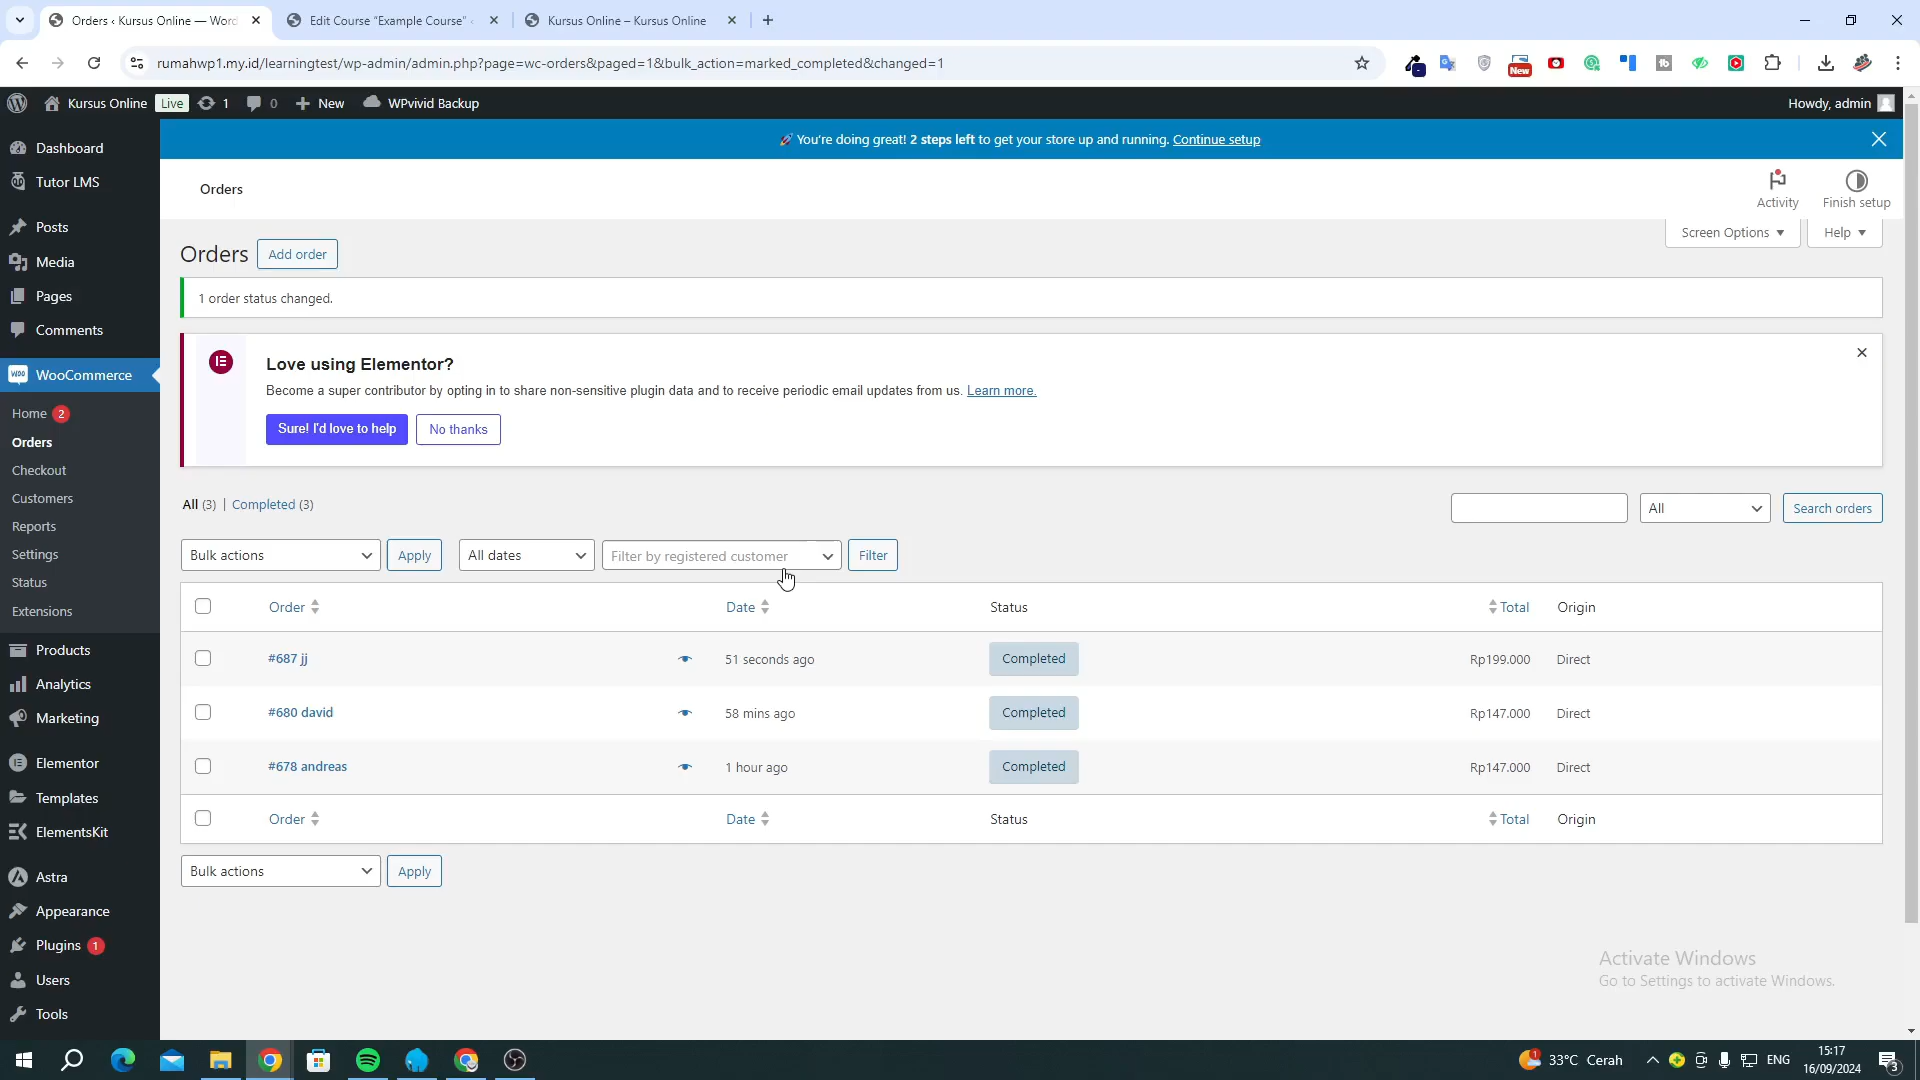 Orders ‹ Kursus Online — Word
Edit Course "Example Course" ‹
Kursus Online – Kursus Online
rumahwp1.my.id/learningtest/wp-admin/admin.php?page=wc-orders&paged=1&bulk_action=marked_completed&changed=1
New
Kursus Online Live 1 0 New WPvivid Backup
Howdy, admin
🚀 You're doing great! 2 steps left to get your store up and running. Continue setup
Dashboard
Tutor LMS
Posts
Media
Pages
Comments
WooCommerce
Home 2
Orders
Checkout
Customers
Reports
Settings
Status
Extensions
Products
Analytics
Marketing
Elementor
Templates
ElementsKit
Astra
Appearance
Plugins 1
Users
Tools
Orders
Activity
Finish setup
Screen Options
Help
Orders Add order
1 order status changed.
Love using Elementor?
Become a super contributor by opting in to share non-sensitive plugin data and to receive periodic email updates from us. Learn more.
Sure! I'd love to help No thanks
All (3) | Completed (3)
All Search orders
Bulk actions Apply All dates Filter by registered customer Filter
Order Date Status Total Origin
#687 jj 51 seconds ago Completed Rp199.000 Direct
#680 david 58 mins ago Completed Rp147.000 Direct
#678 andreas 1 hour ago Completed Rp147.000 Direct
Order Date Status Total Origin
Bulk actions Apply
Activate Windows
Go to Settings to activate Windows.
1 33°C Cerah ENG
15:17
16/09/2024
3